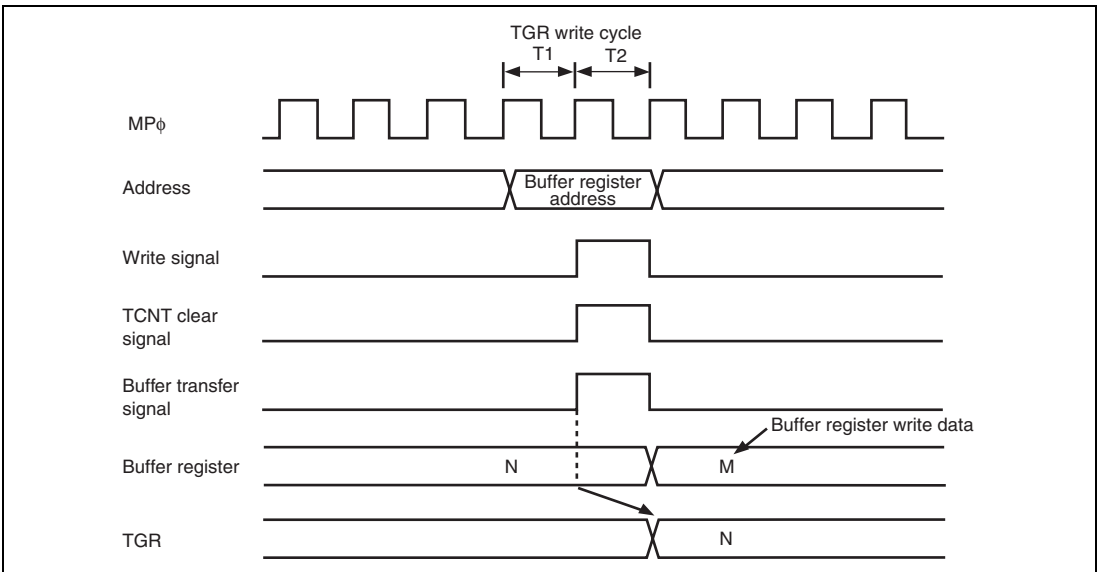 TGR write cycle
T1 T2
MPϕ
Address
Buffer register
address
Write signal
TCNT clear
signal
Buffer transfer
signal
Buffer register write data
Buffer register
N
M
TGR
N